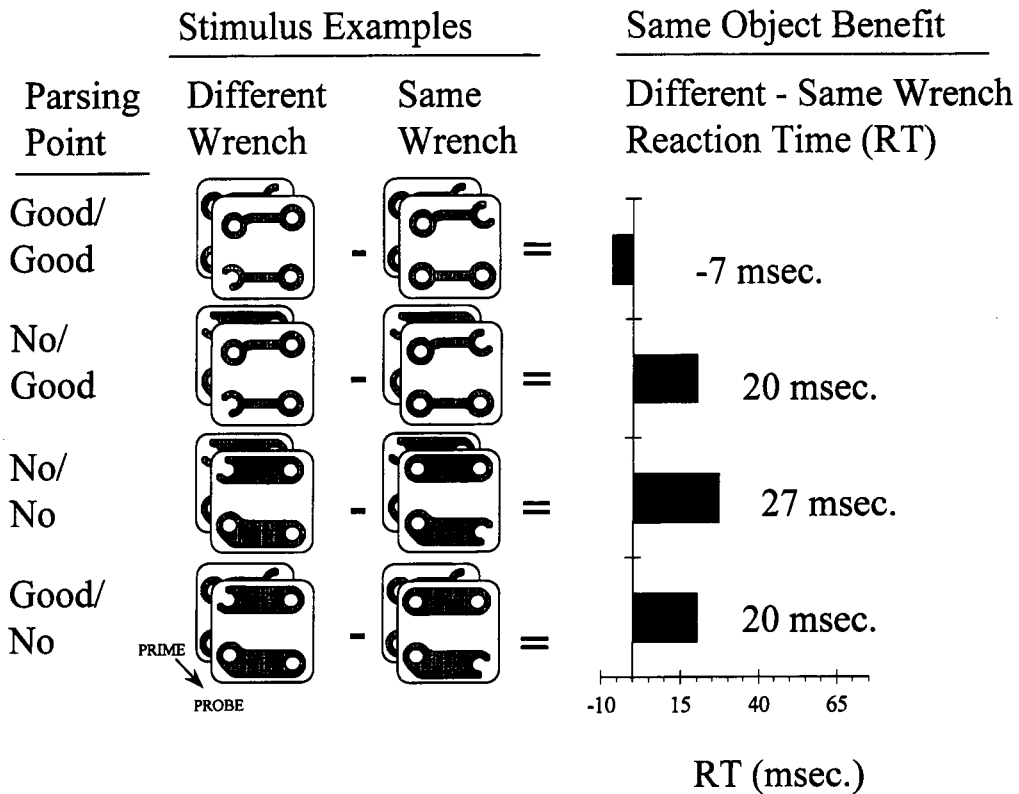 Stimulus Examples
Same Object Benefit
Parsing Point
Different Wrench
Same Wrench
Different - Same Wrench
Reaction Time (RT)
Good/
Good
-
=
-7 msec.
No/
Good
-
=
20 msec.
No/
No
-
=
27 msec.
Good/
No
-
=
20 msec.
PRIME
PROBE
-10 15 40 65
RT (msec.)